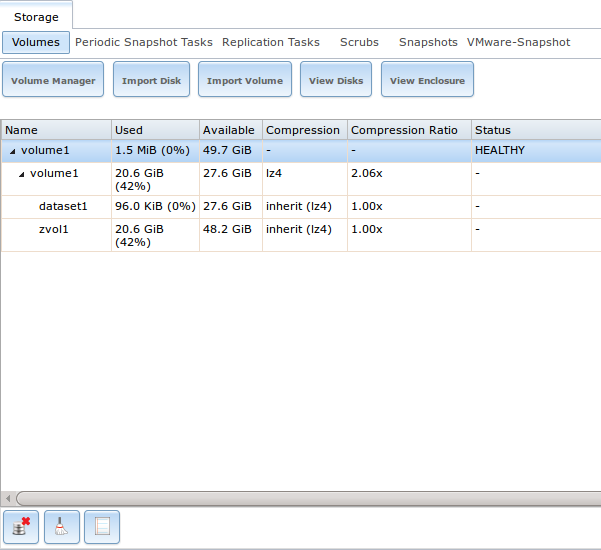 Storage
Volumes Periodic Snapshot Tasks Replication Tasks Scrubs Snapshots VMware-Snapshot
Volume Manager Import Disk Import Volume View Disks View Enclosure
Name Used Available Compression Compression Ratio Status
volume1 1.5 MiB (0%) 49.7 GiB - - HEALTHY
volume1 20.6 GiB (42%) 27.6 GiB lz4 2.06x -
dataset1 96.0 KiB (0%) 27.6 GiB inherit (lz4) 1.00x -
zvol1 20.6 GiB (42%) 48.2 GiB inherit (lz4) 1.00x -